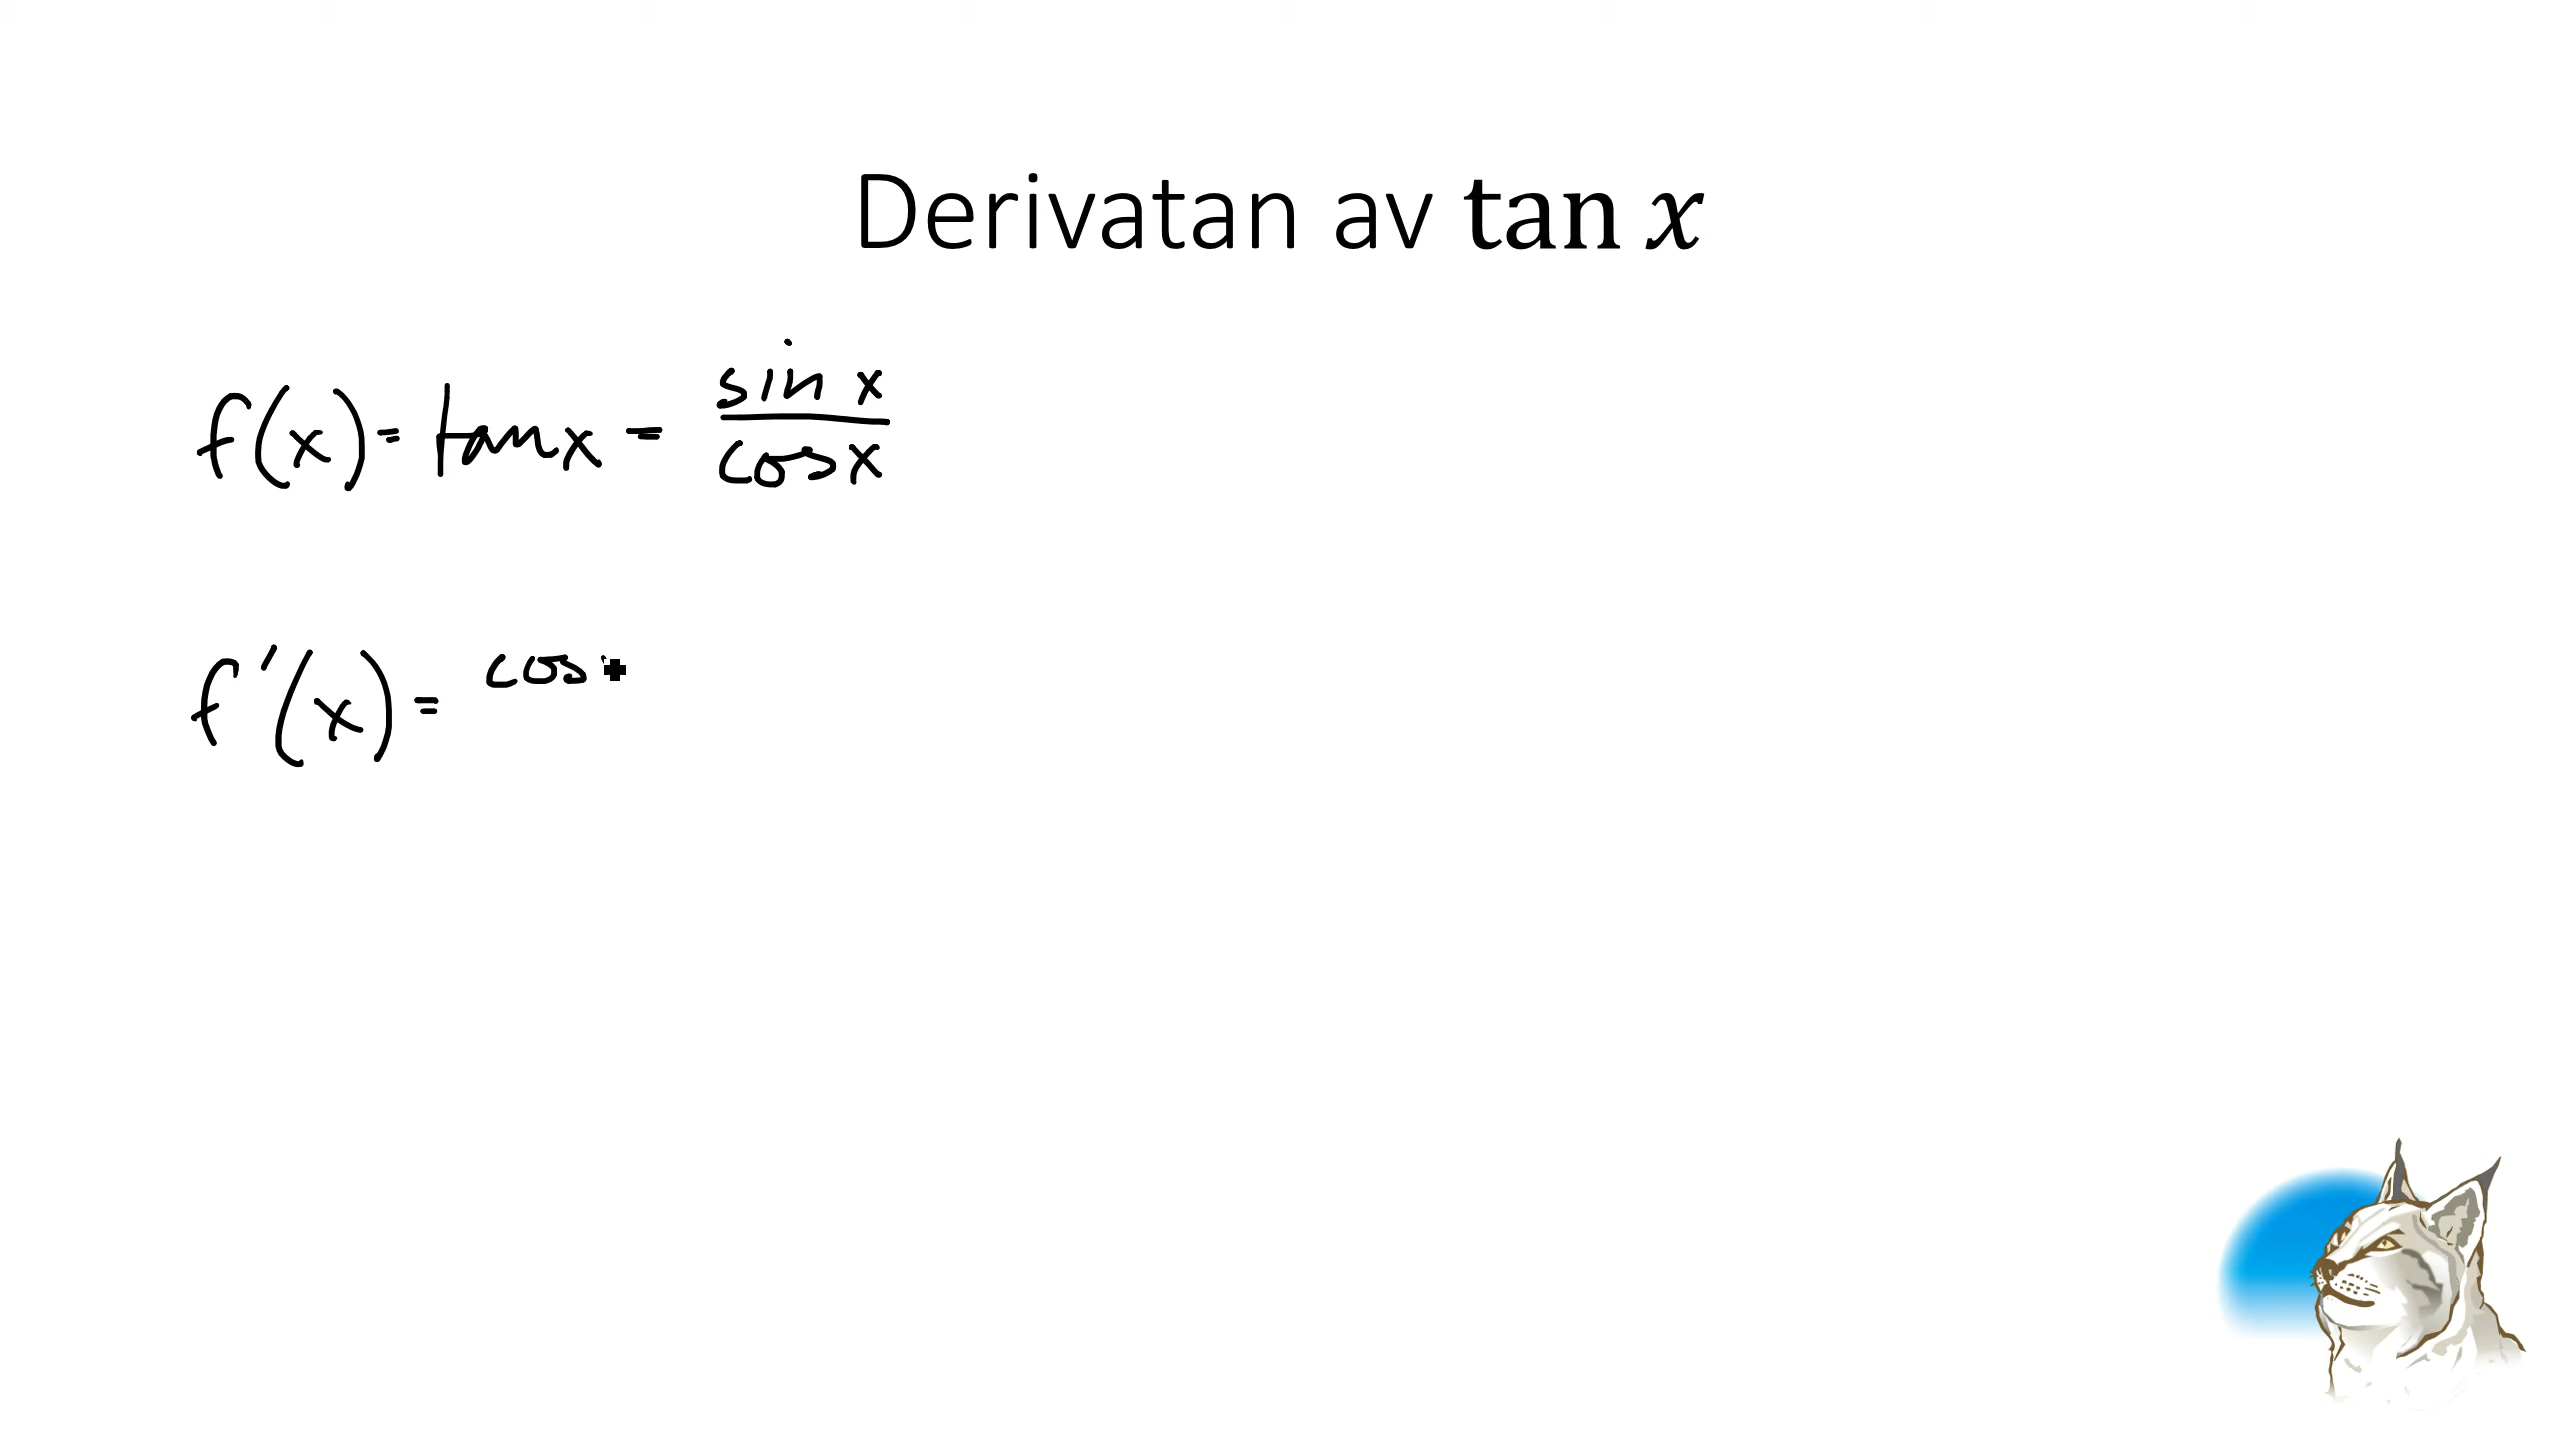 Derivatan av tan x
f(x) = tan x = sin x / cos x
f'(x) = cos